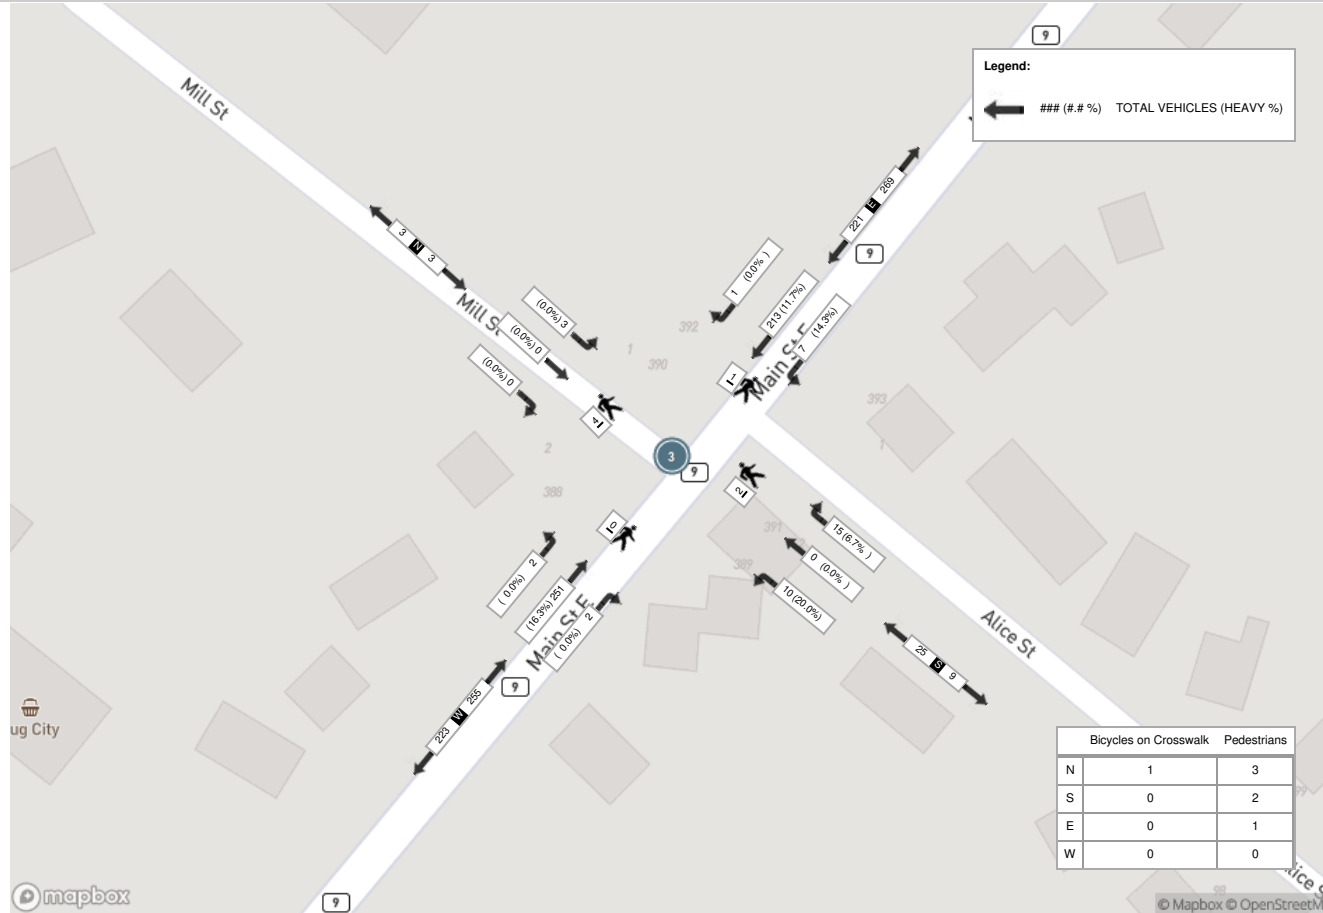 9
Legend:
### (#.# %) TOTAL VEHICLES (HEAVY %)
Mill St
221 E 269
9
3 N 3
1 (0.0% )
213 (11.7%)
7 (14.3%)
(0.0%) 3
(0.0%) 0
(0.0%) 0
Mill S
392
1
390
1
Main St E
393
1
4
3
9
2
388
2
0
391
389
15 (6.7% )
0 (0.0% )
10 (20.0%)
( 0.0%) 2
(16.3%) 251
( 0.0%) 2
Main St E
Alice St
25 S 9
9
223 W 255
ug City
Bicycles on Crosswalk Pedestrians
N 1 3
S 0 2
E 0 1
W 0 0
98
lice S
mapbox
9
© Mapbox © OpenStreetM